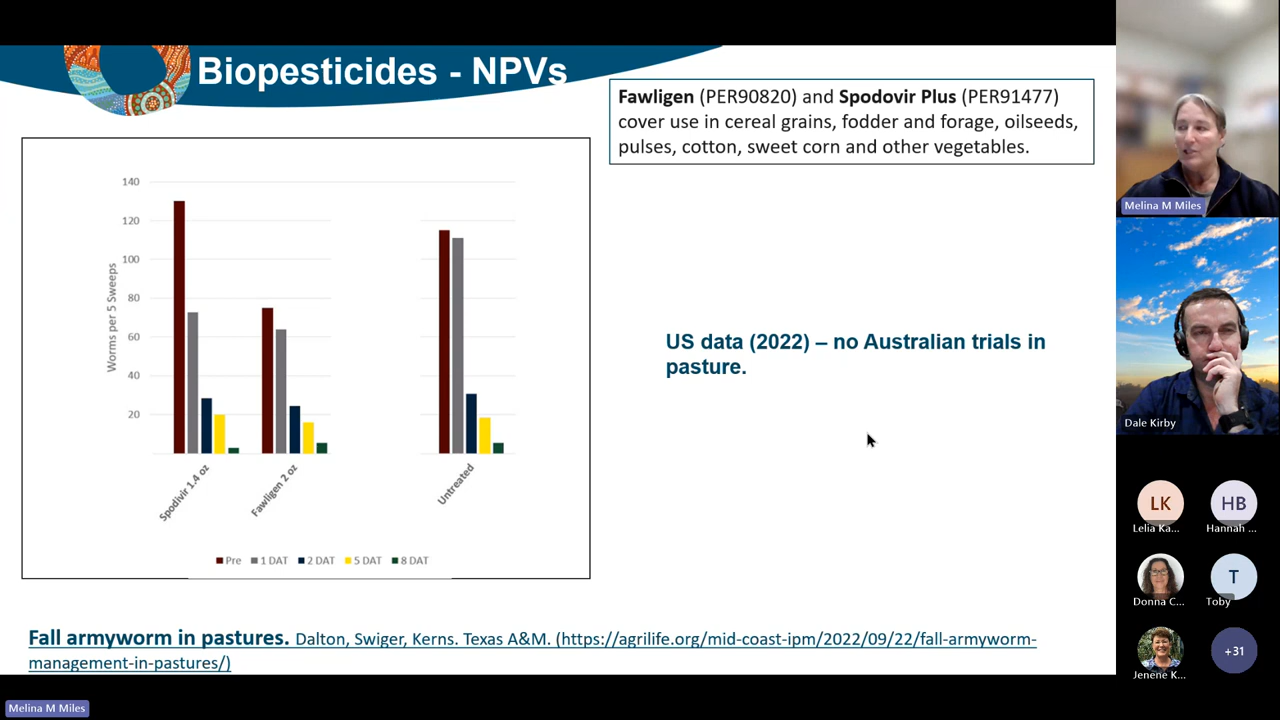 Biopesticides - NPVs
Fawligen (PER90820) and Spodovir Plus (PER91477)
cover use in cereal grains, fodder and forage, oilseeds,
pulses, cotton, sweet corn and other vegetables.
140
120
100
80
60
40
20
Worms per 5 Sweeps
Spodivir 1.4 oz
Fawligen 2 oz
Untreated
Pre
1 DAT
2 DAT
5 DAT
8 DAT
US data (2022) – no Australian trials in
pasture.
Fall armyworm in pastures. Dalton, Swiger, Kerns. Texas A&M. (https://agrilife.org/mid-coast-ipm/2022/09/22/fall-armyworm-
management-in-pastures/)
Melina M Miles
Melina M Miles
Dale Kirby
LK
Lelia Ka...
HB
Hannah ...
Donna C...
T
Toby
Jenene K...
+31